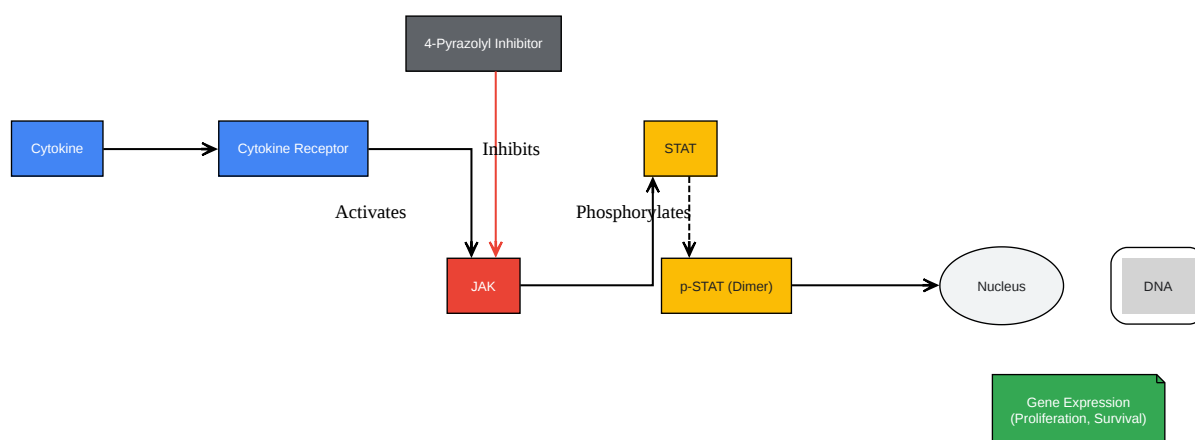 4-Pyrazolyl Inhibitor
Cytokine
Cytokine Receptor
Inhibits
STAT
Activates
Phosphorylates
JAK
p-STAT (Dimer)
Nucleus
DNA
Gene Expression
(Proliferation, Survival)